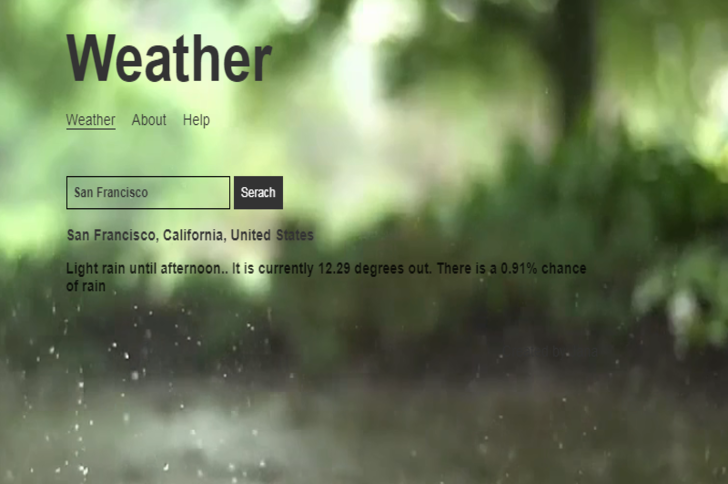 Weather
Weather About Help
San Francisco Serach
San Francisco, California, United States
Light rain until afternoon.. It is currently 12.29 degrees out. There is a 0.91% chance
of rain